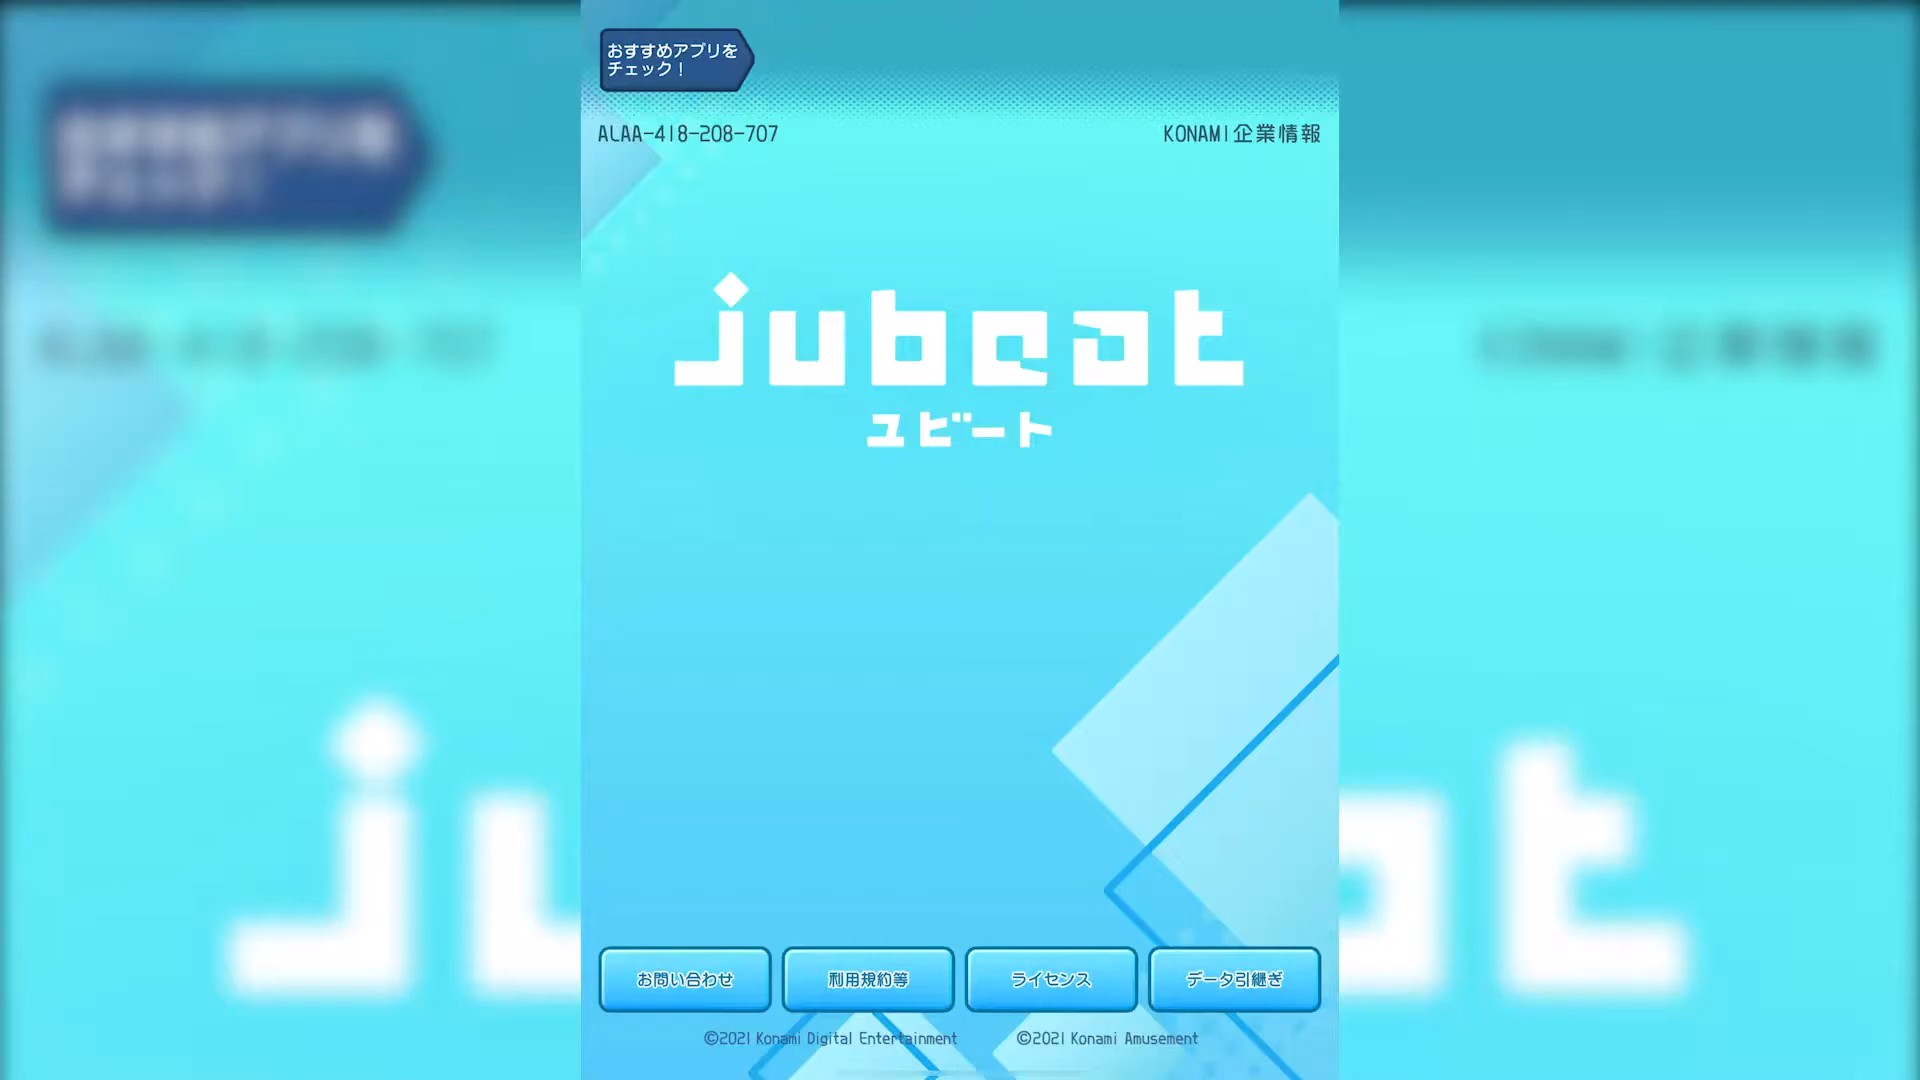 おすすめアプリを
チェック！
ALAA-418-208-707
KONAMI企業情報
jubeat
ユビート
お問い合わせ
利用規約等
ライセンス
データ引継ぎ
©2021 Konami Digital Entertainment
©2021 Konami Amusement